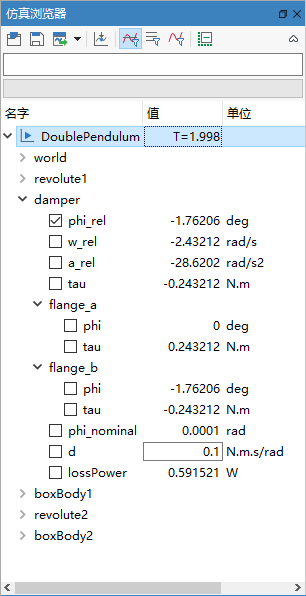 仿真浏览器
名字 值 单位
DoublePendulum T=1.998
world
revolute1
damper
phi_rel -1.76206 deg
w_rel -2.43212 rad/s
a_rel -28.6202 rad/s2
tau -0.243212 N.m
flange_a
phi 0 deg
tau 0.243212 N.m
flange_b
phi -1.76206 deg
tau -0.243212 N.m
phi_nominal 0.0001 rad
d 0.1 N.m.s/rad
lossPower 0.591521 W
boxBody1
revolute2
boxBody2